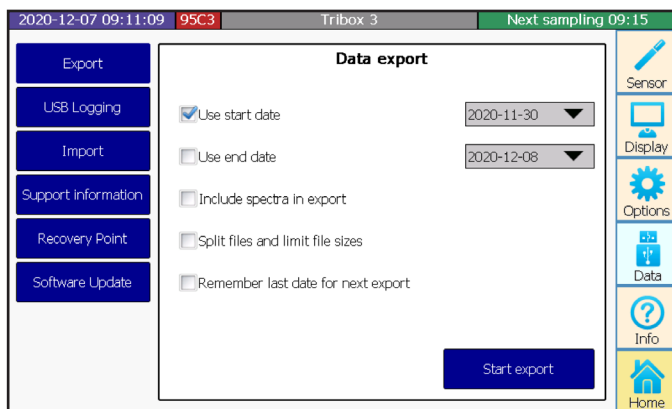 2020-12-07 09:11:09 95C3 Tribox 3 Next sampling 09:15
Export
USB Logging
Import
Support information
Recovery Point
Software Update
Data export
Use start date 2020-11-30
Use end date 2020-12-08
Include spectra in export
Split files and limit file sizes
Remember last date for next export
Start export
Sensor
Display
Options
Data
Info
Home